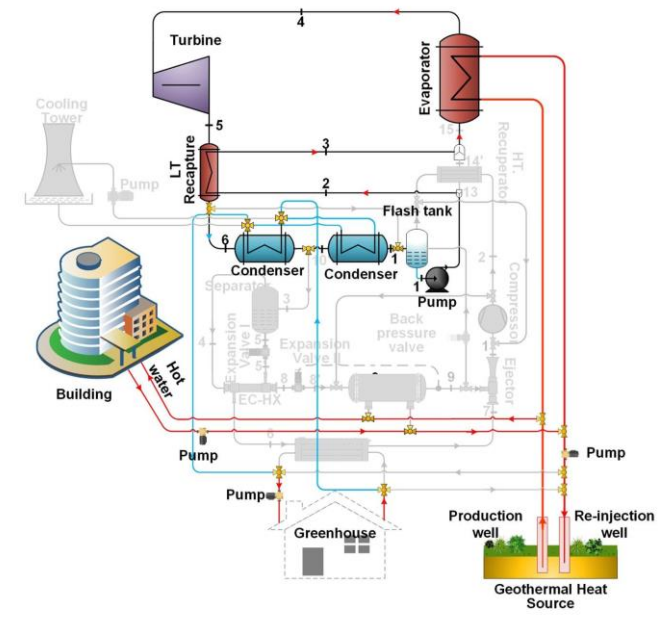 4
Turbine
Evaporator
Cooling
Tower
5
15
3
HT.
Recuperator
LT
Recapture
14'
Pump
2
13
Flash tank
6
1
10
2
Condenser
Condenser
1
Pump
Separator
3
Compressor
Expansion
Valve I
Back
pressure
valve
4
5
Expansion
Valve II
1
5
8
8'
9
Ejector
EC-HX
7
Building
Hot
water
6
Pump
Pump
Pump
Greenhouse
Production
well
Re-injection
well
Geothermal Heat
Source